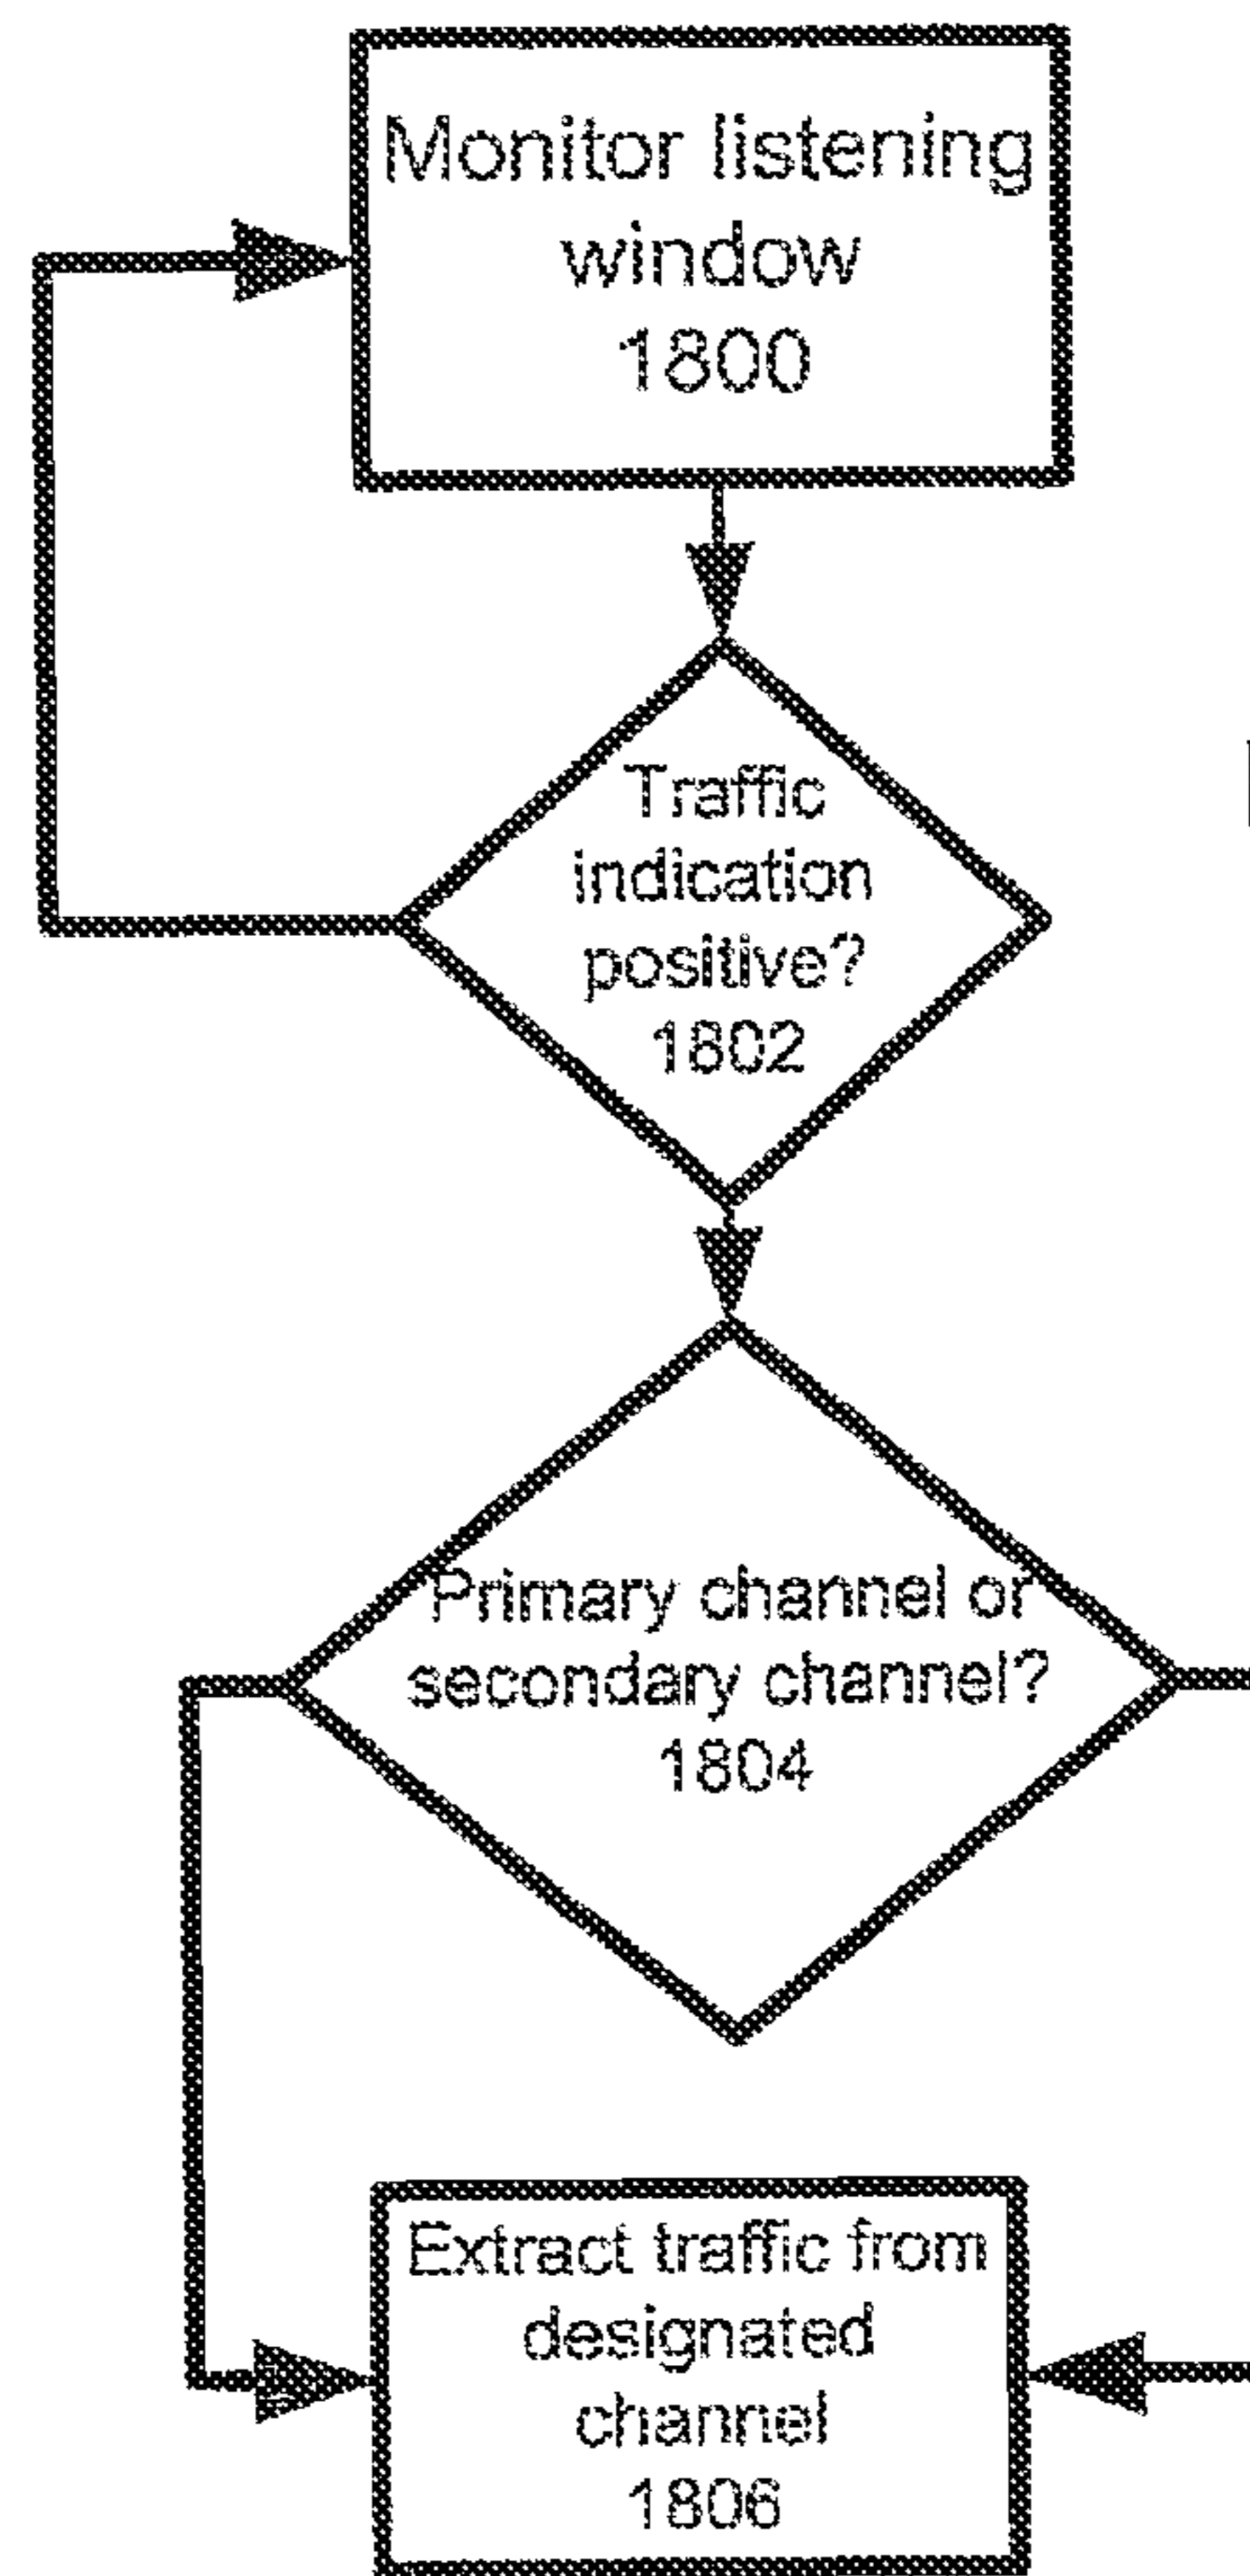 Monitor listening
window
1800
Traffic
indication
positive?
1802
Primary channel or
secondary channel?
1804
Extract traffic from
designated
channel
1806